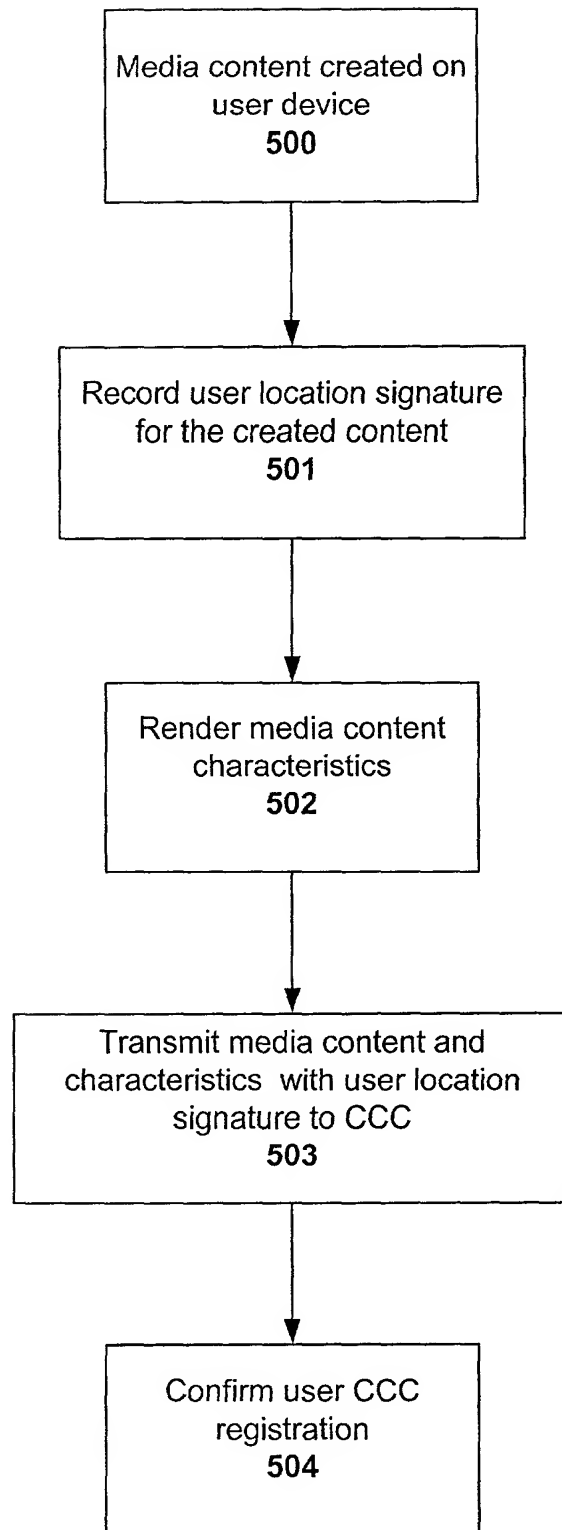 Media content created on
user device
500
Record user location signature
for the created content
501
Render media content
characteristics
502
Transmit media content and
characteristics with user location
signature to CCC
503
Confirm user CCC
registration
504